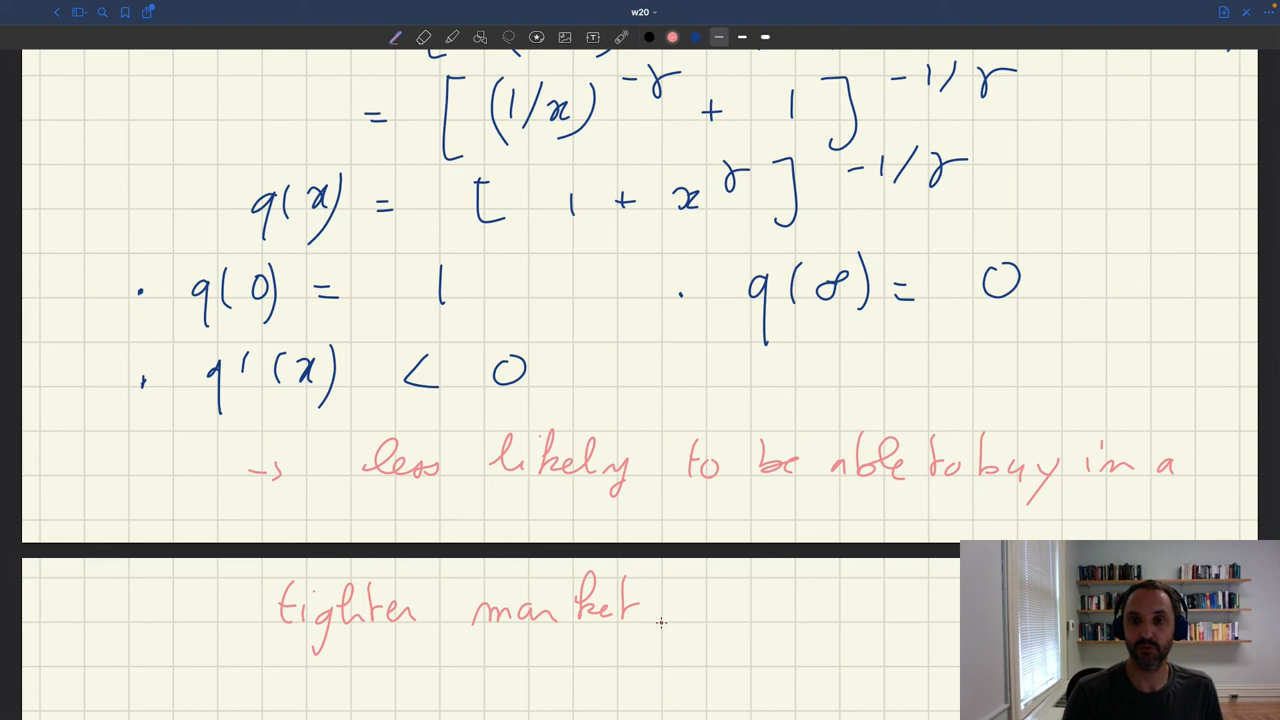 w20
= [(1/x)^{-γ} + 1]^{-1/γ}
q(x) = [1 + x^γ]^{-1/γ}
· q(0) = 1 · q(∞) = 0
· q'(x) < 0
→ less likely to be able to buy in a
tighter market